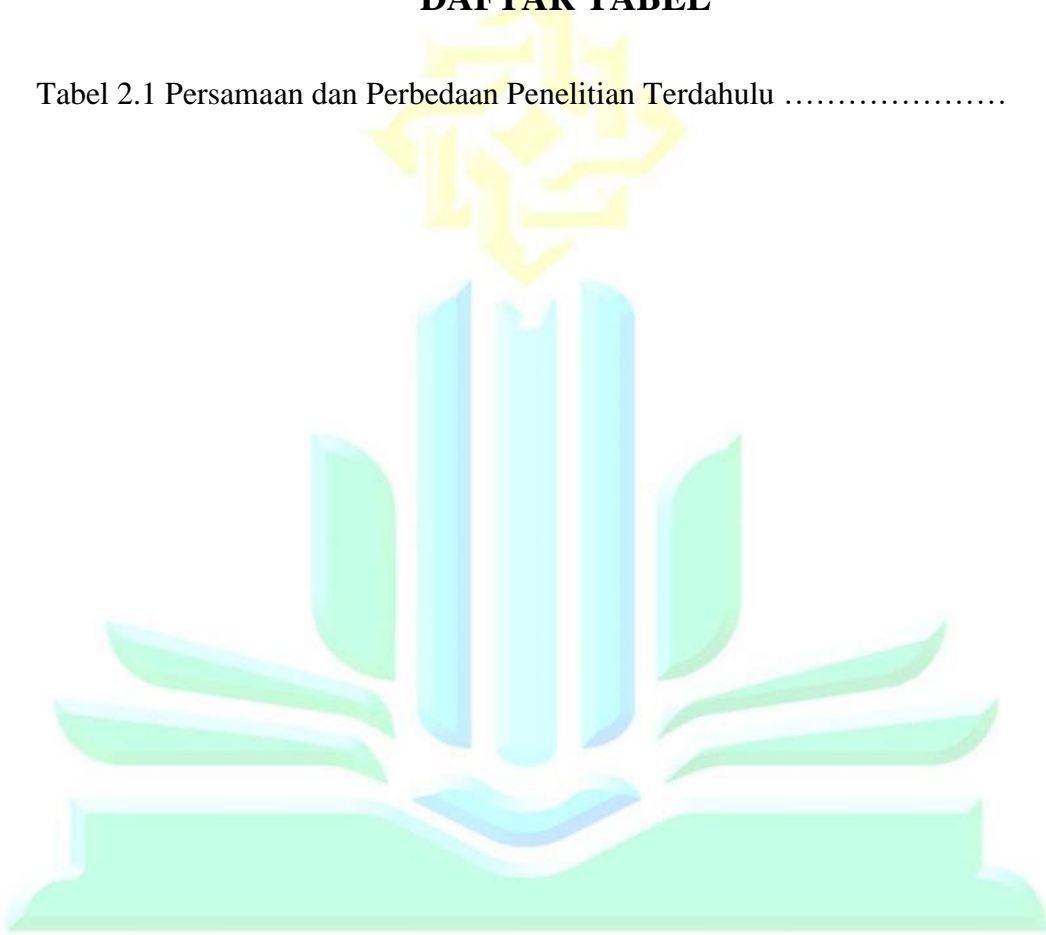 DAFTAR TABEL
Tabel 2.1 Persamaan dan Perbedaan Penelitian Terdahulu …………………